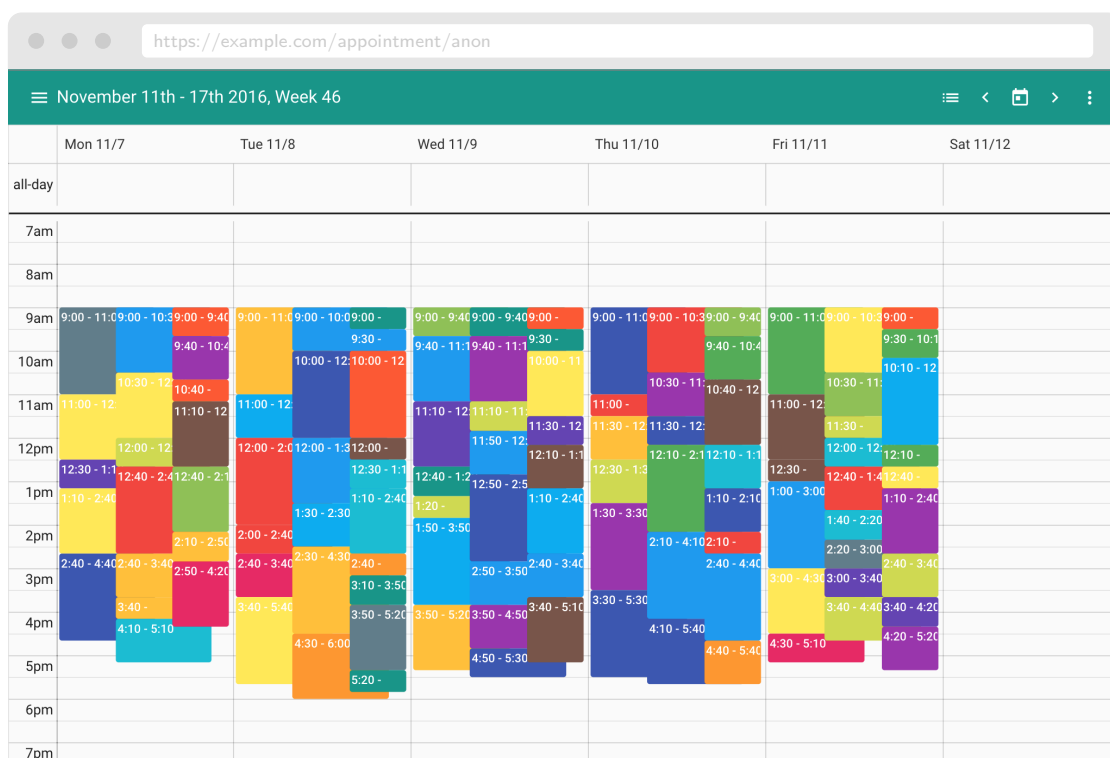 https://example.com/appointment/anon
November 11th - 17th 2016, Week 46
Mon 11/7
Tue 11/8
Wed 11/9
Thu 11/10
Fri 11/11
Sat 11/12
all-day
7am
8am
9am
10am
11am
12pm
1pm
2pm
3pm
4pm
5pm
6pm
7pm
9:00 - 11:0
11:00 - 12:
12:30 - 1:1
1:10 - 2:40
2:40 - 4:40
9:00 - 10:3
10:30 - 12
12:00 - 12:
12:40 - 2:4
2:40 - 3:40
3:40 -
4:10 - 5:10
9:00 - 9:40
9:40 - 10:4
10:40 -
11:10 - 12
12:40 - 2:1
2:10 - 2:50
2:50 - 4:20
9:00 - 11:0
11:00 - 12:
12:00 - 2:0
2:00 - 2:40
2:40 - 3:40
3:40 - 5:40
9:00 - 10:0
10:00 - 12:
12:00 - 1:3
1:30 - 2:30
2:30 - 4:30
4:30 - 6:00
9:00 -
9:30 -
10:00 - 12
12:00 -
12:30 - 1:1
1:10 - 2:40
2:40 -
3:10 - 3:50
3:50 - 5:20
5:20 -
9:00 - 9:40
9:40 - 11:1
11:10 - 12:
12:40 - 1:2
1:20 -
1:50 - 3:50
3:50 - 5:20
9:00 - 9:40
9:40 - 11:1
11:10 - 11:
11:50 - 12:
12:50 - 2:5
2:50 - 3:50
3:50 - 4:50
4:50 - 5:30
9:00 -
9:30 -
10:00 - 11
11:30 - 12
12:10 - 1:1
1:10 - 2:40
2:40 - 3:40
3:40 - 5:10
9:00 - 11:0
11:00 -
11:30 - 12:
12:30 - 1:3
1:30 - 3:30
3:30 - 5:30
9:00 - 10:3
10:30 - 11:
11:30 - 12:
12:10 - 2:1
2:10 - 4:10
4:10 - 5:40
9:00 - 9:40
9:40 - 10:4
10:40 - 12
12:10 - 1:1
1:10 - 2:10
2:10 -
2:40 - 4:40
4:40 - 5:40
9:00 - 11:0
11:00 - 12:
12:30 -
1:00 - 3:00
3:00 - 4:30
4:30 - 5:10
9:00 - 10:3
10:30 - 11:
11:30 -
12:00 - 12:
12:40 - 1:4
1:40 - 2:20
2:20 - 3:00
3:00 - 3:40
3:40 - 4:40
9:00 -
9:30 - 10:1
10:10 - 12
12:10 -
12:40 -
1:10 - 2:40
2:40 - 3:40
3:40 - 4:20
4:20 - 5:20